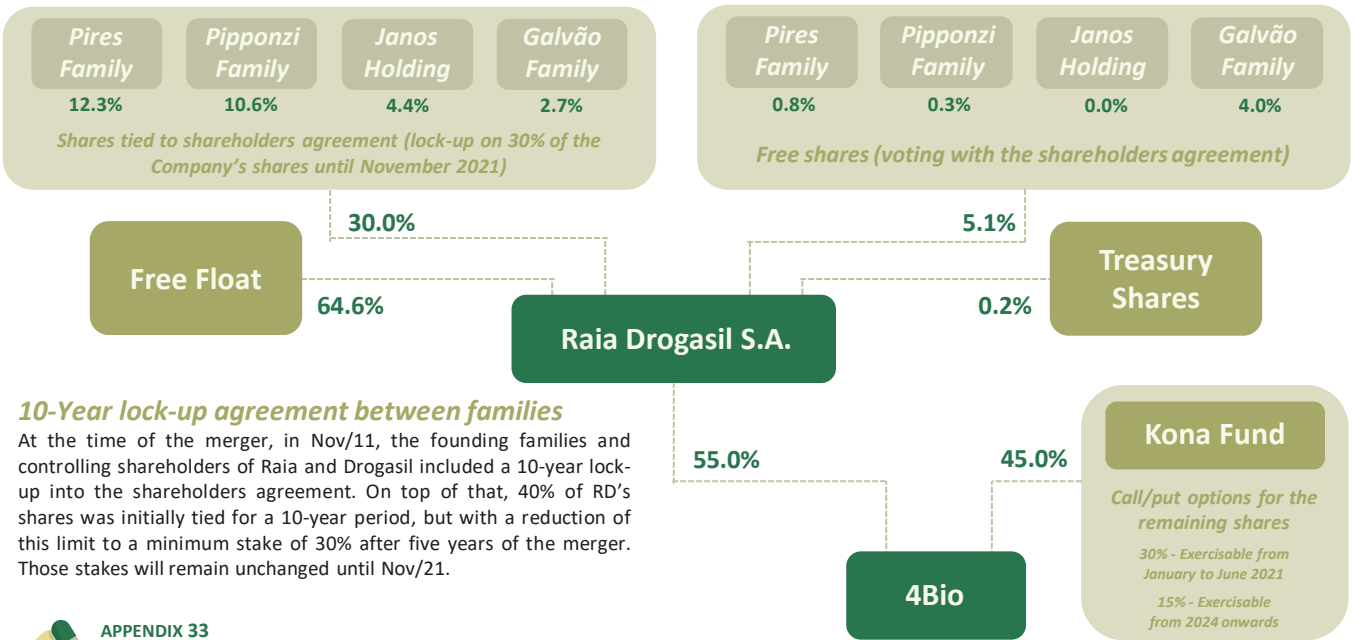 Pires Family
12.3%
Pipponzi Family
10.6%
Janos Holding
4.4%
Galvão Family
2.7%
Shares tied to shareholders agreement (lock-up on 30% of the
Company's shares until November 2021)
Pires Family
0.8%
Pipponzi Family
0.3%
Janos Holding
0.0%
Galvão Family
4.0%
Free shares (voting with the shareholders agreement)
30.0%
5.1%
Free Float
64.6%
Treasury
Shares
0.2%
Raia Drogasil S.A.
10-Year lock-up agreement between families
At the time of the merger, in Nov/11, the founding families and
controlling shareholders of Raia and Drogasil included a 10-year lock-
up into the shareholders agreement. On top of that, 40% of RD's
shares was initially tied for a 10-year period, but with a reduction of
this limit to a minimum stake of 30% after five years of the merger.
Those stakes will remain unchanged until Nov/21.
55.0%
45.0%
4Bio
Kona Fund
Call/put options for the
remaining shares
30% - Exercisable from
January to June 2021
15% - Exercisable
from 2024 onwards
APPENDIX 33